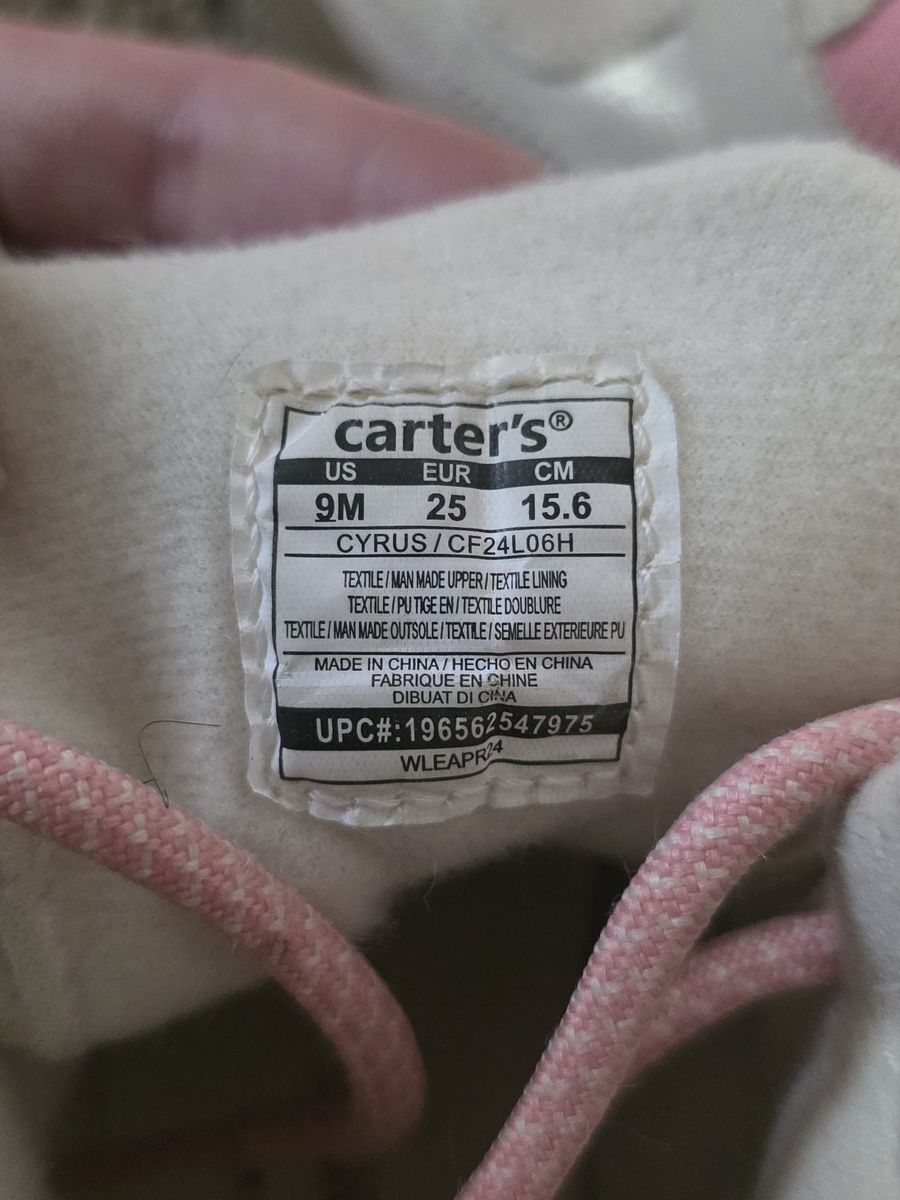 carter's®
US EUR CM
9M 25 15.6
CYRUS / CF24L06H
TEXTILE / MAN MADE UPPER / TEXTILE LINING
TEXTILE / PU TIGE EN / TEXTILE DOUBLURE
TEXTILE / MAN MADE OUTSOLE / TEXTILE / SEMELLE EXTERIEURE PU
MADE IN CHINA / HECHO EN CHINA
FABRIQUE EN CHINE
DIBUAT DI CINA
UPC#:196562547975
WLEAPR24